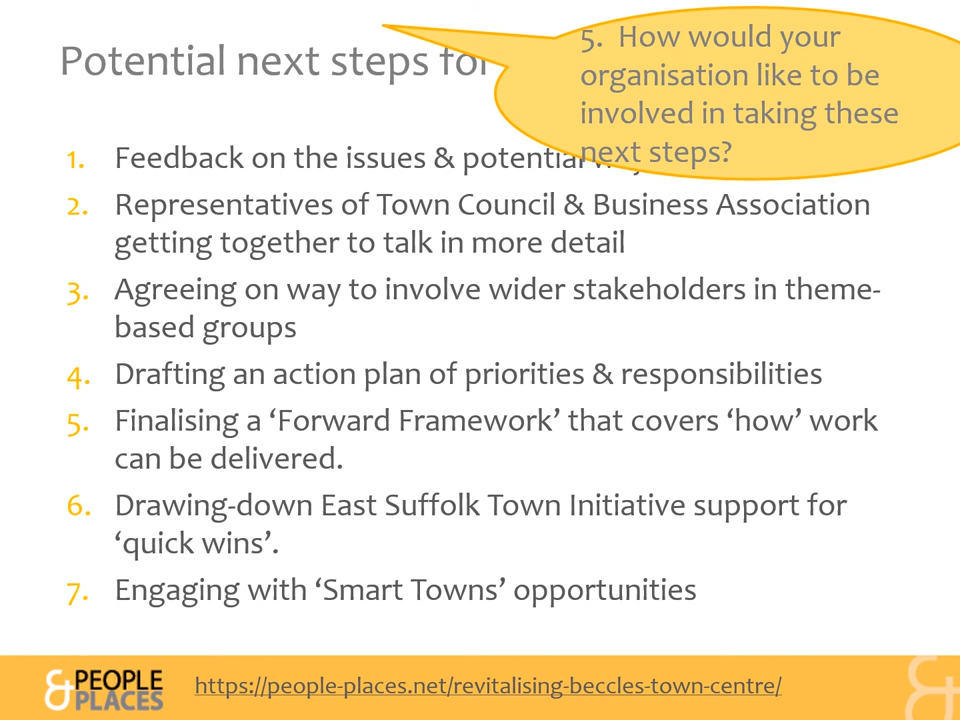 Potential next steps for
5. How would your
organisation like to be
involved in taking these
next steps?
1. Feedback on the issues & potential
2. Representatives of Town Council & Business Association
getting together to talk in more detail
3. Agreeing on way to involve wider stakeholders in theme-
based groups
4. Drafting an action plan of priorities & responsibilities
5. Finalising a ‘Forward Framework’ that covers ‘how’ work
can be delivered.
6. Drawing-down East Suffolk Town Initiative support for
‘quick wins’.
7. Engaging with ‘Smart Towns’ opportunities
& PEOPLE
PLACES
https://people-places.net/revitalising-beccles-town-centre/